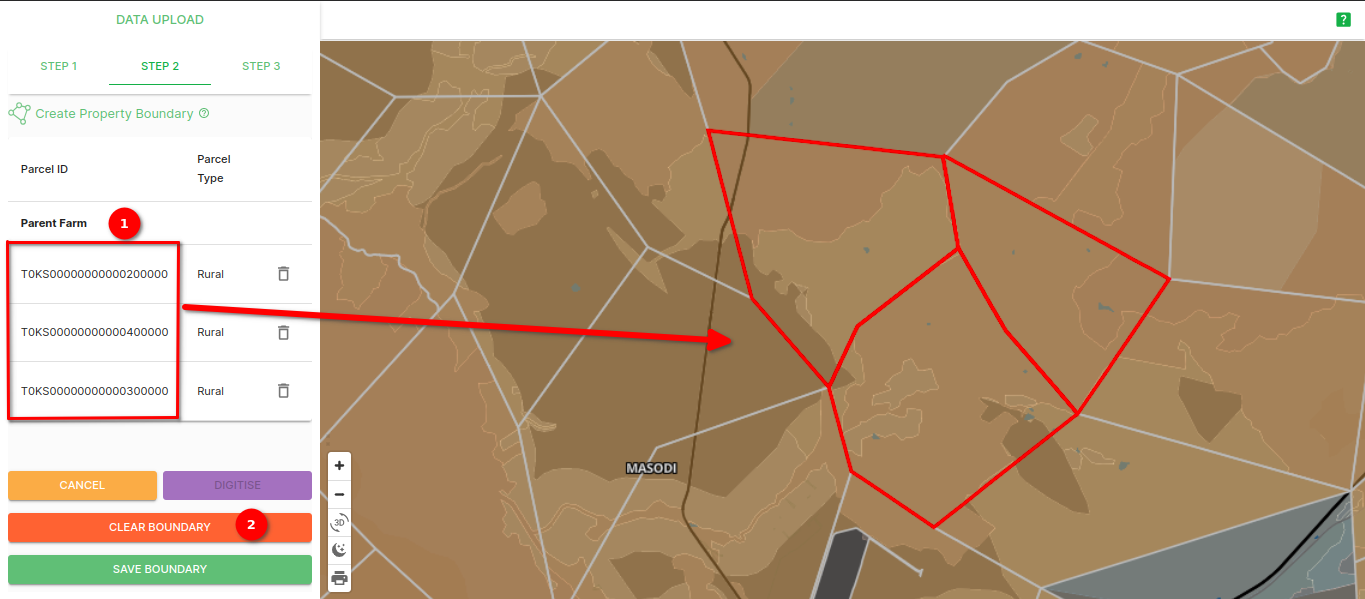 DATA UPLOAD
?
STEP 1 STEP 2 STEP 3
Create Property Boundary ?
Parcel ID Parcel
Type
Parent Farm 1
T0KS00000000000200000 Rural
T0KS00000000000400000 Rural
T0KS00000000000300000 Rural
CANCEL DIGITISE
CLEAR BOUNDARY 2
SAVE BOUNDARY
MASODI
+
−
3D